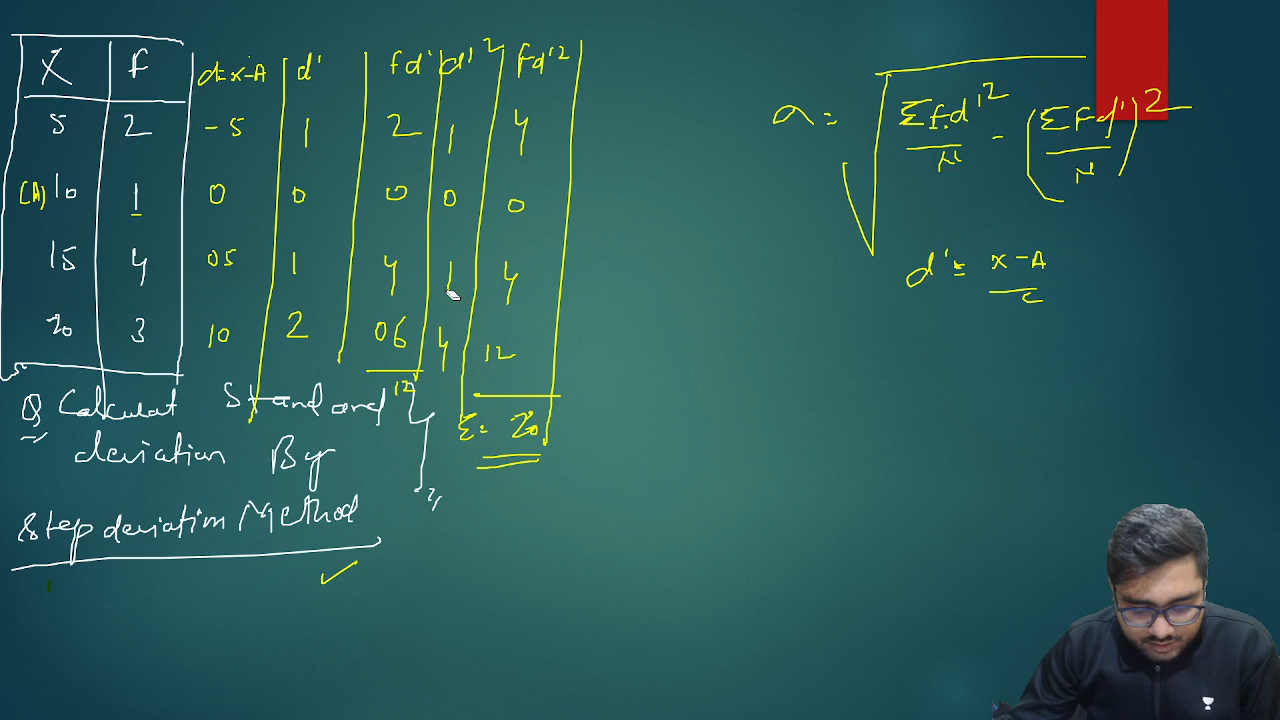 X f d=x-A d' fd' d'² fd'²
5 2 -5 1 2 1 4
(A) 10 1 0 0 0 0 0
15 4 05 1 4 1 4
20 3 10 2 06 4 12
12
Σ= 20
Q Calculat Standard
deviation By
Step deviation Method
σ = √ Σfd'²/N - (Σfd'/N)²
d' = x-A/c